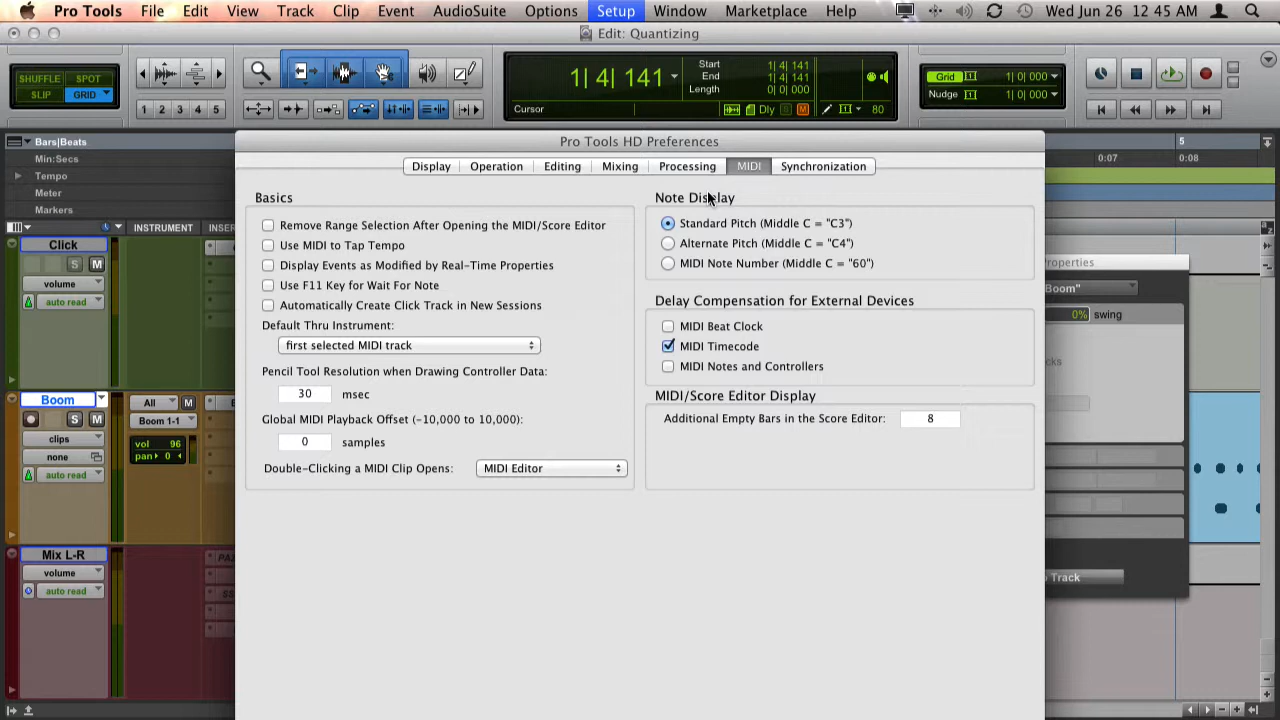 Pro Tools File Edit View Track Clip Event AudioSuite Options Setup Window Marketplace Help Wed Jun 26 12:45 AM
Edit: Quantizing
SHUFFLE SPOT
SLIP GRID
1 2 3 4 5
1| 4| 141
Start 1| 4| 141
End 1| 4| 141
Length 0| 0| 000
Cursor Dly S M 80
Grid 1| 0| 000
Nudge 1| 0| 000
Bars|Beats 5
Min:Secs 0:07 0:08
Tempo
Meter
Markers
INSTRUMENT
Click
S M
volume
auto read
Boom
S M
clips
none
auto read
All M
Boom 1-1
vol 96
pan 0
Mix L-R
volume
auto read
Pro Tools HD Preferences
Display Operation Editing Mixing Processing MIDI Synchronization
Basics
Remove Range Selection After Opening the MIDI/Score Editor
Use MIDI to Tap Tempo
Display Events as Modified by Real-Time Properties
Use F11 Key for Wait For Note
Automatically Create Click Track in New Sessions
Default Thru Instrument:
first selected MIDI track
Pencil Tool Resolution when Drawing Controller Data:
30 msec
Global MIDI Playback Offset (-10,000 to 10,000):
0 samples
Double-Clicking a MIDI Clip Opens: MIDI Editor
Note Display
Standard Pitch (Middle C = "C3")
Alternate Pitch (Middle C = "C4")
MIDI Note Number (Middle C = "60")
Delay Compensation for External Devices
MIDI Beat Clock
MIDI Timecode
MIDI Notes and Controllers
MIDI/Score Editor Display
Additional Empty Bars in the Score Editor: 8
Properties
Boom"
0% swing
Track